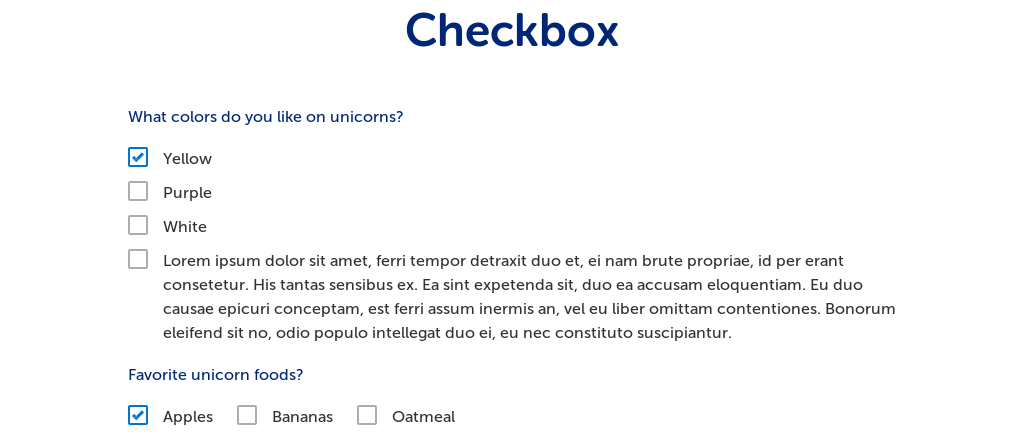 Checkbox
What colors do you like on unicorns?
Yellow
Purple
White
Lorem ipsum dolor sit amet, ferri tempor detraxit duo et, ei nam brute propriae, id per erant
consetetur. His tantas sensibus ex. Ea sint expetenda sit, duo ea accusam eloquentiam. Eu duo
causae epicuri conceptam, est ferri assum inermis an, vel eu liber omittam contentiones. Bonorum
eleifend sit no, odio populo intellegat duo ei, eu nec constituto suscipiantur.
Favorite unicorn foods?
Apples Bananas Oatmeal